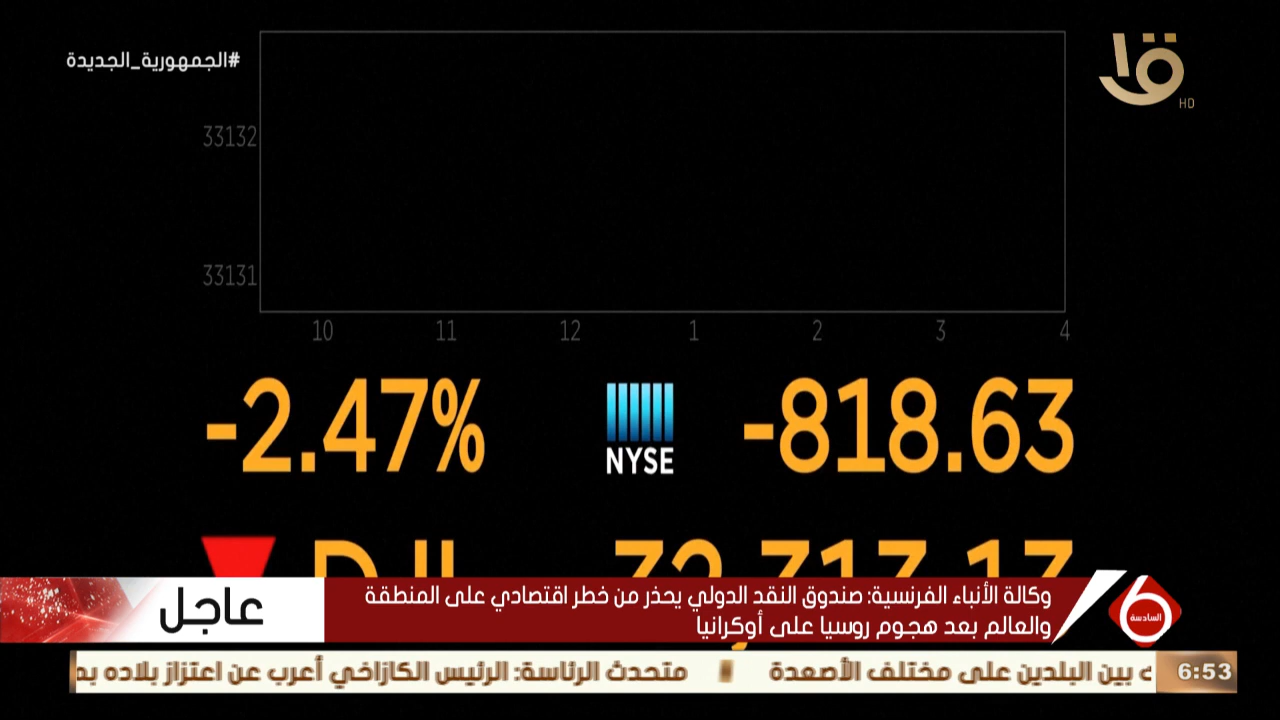 #الجمهورية_الجديدة
HD
33132
33131
10 11 12 1 2 3 4
-2.47% NYSE -818.63
وكالة الأنباء الفرنسية: صندوق النقد الدولي يحذر من خطر اقتصادي على المنطقة
والعالم بعد هجوم روسيا على أوكرانيا
عاجل
السادسة
بين البلدين على مختلف الأصعدة
متحدث الرئاسة: الرئيس الكازاخي أعرب عن اعتزاز بلاده
6:53